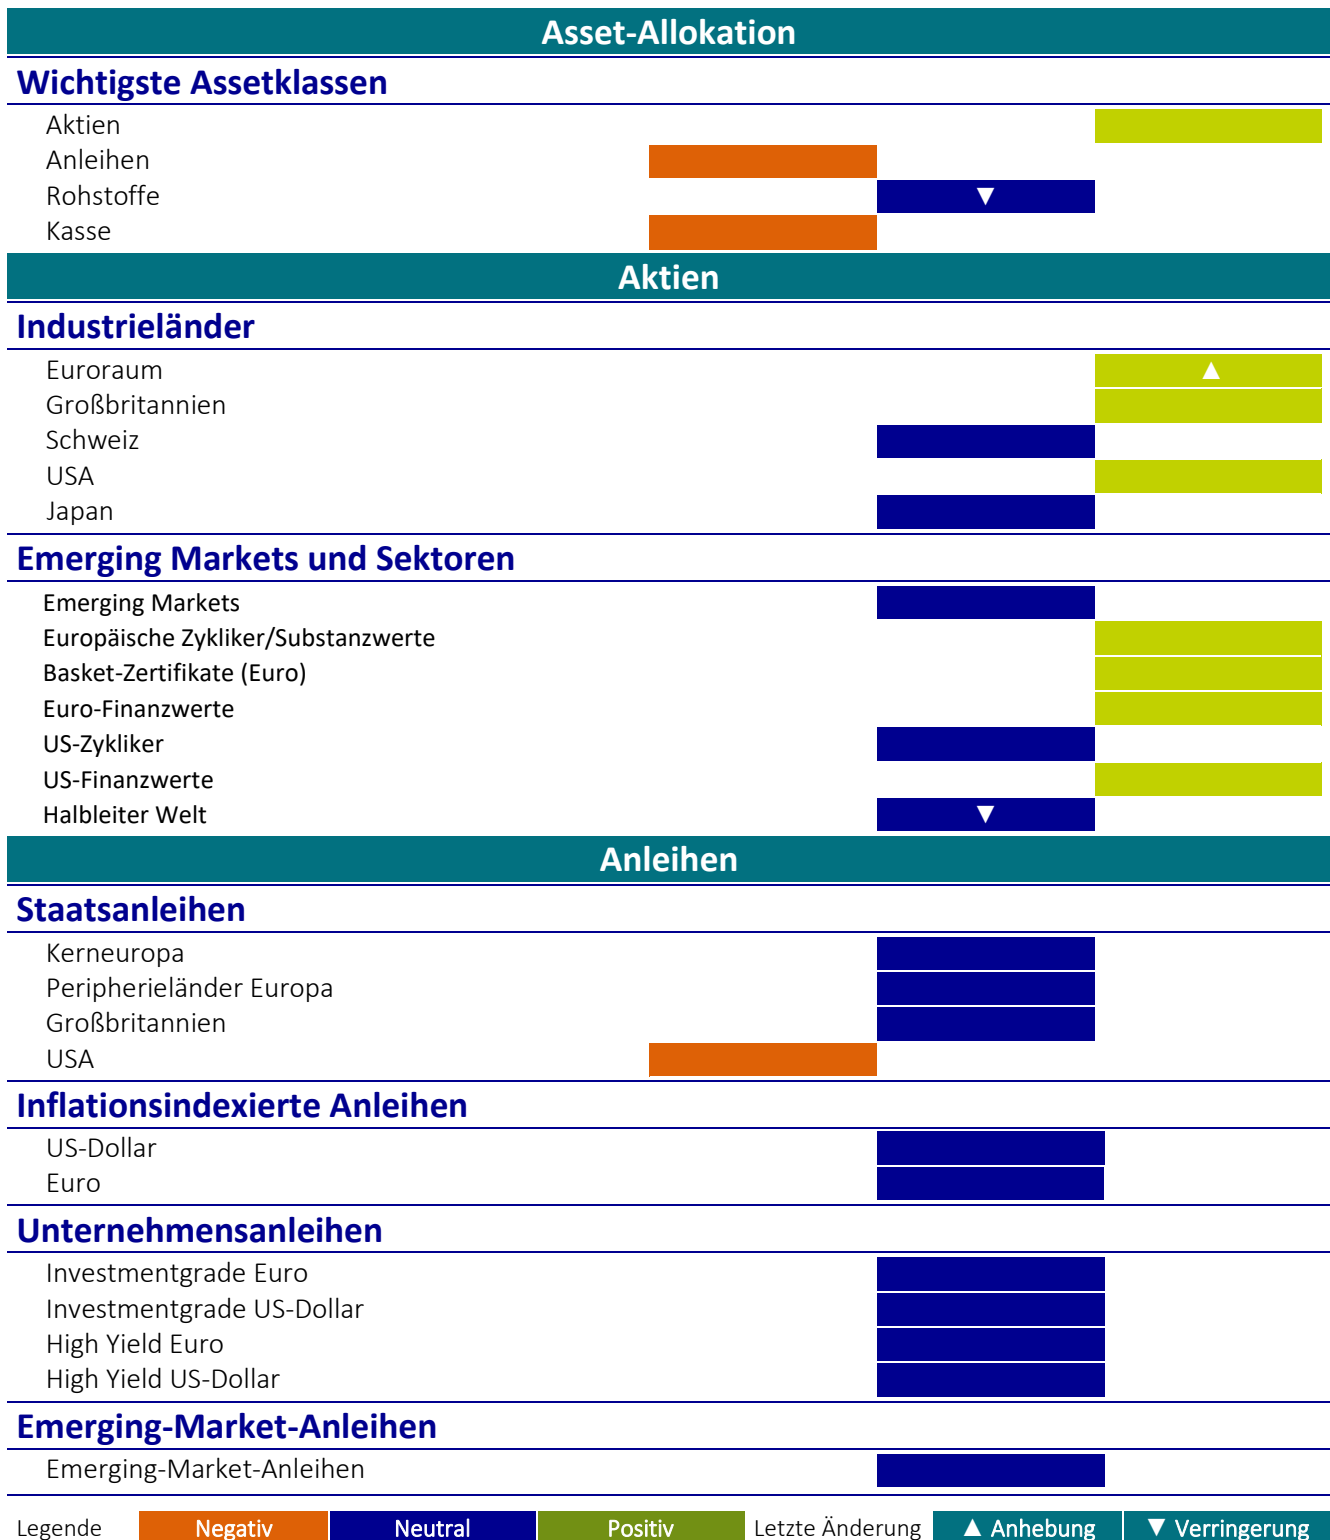 Asset-Allokation
Wichtigste Assetklassen
Aktien
Anleihen
Rohstoffe ▼
Kasse
Aktien
Industrieländer
Euroraum ▲
Großbritannien
Schweiz
USA
Japan
Emerging Markets und Sektoren
Emerging Markets
Europäische Zykliker/Substanzwerte
Basket-Zertifikate (Euro)
Euro-Finanzwerte
US-Zykliker
US-Finanzwerte
Halbleiter Welt ▼
Anleihen
Staatsanleihen
Kerneuropa
Peripherieländer Europa
Großbritannien
USA
Inflationsindexierte Anleihen
US-Dollar
Euro
Unternehmensanleihen
Investmentgrade Euro
Investmentgrade US-Dollar
High Yield Euro
High Yield US-Dollar
Emerging-Market-Anleihen
Emerging-Market-Anleihen
Legende Negativ Neutral Positiv Letzte Änderung ▲ Anhebung ▼ Verringerung